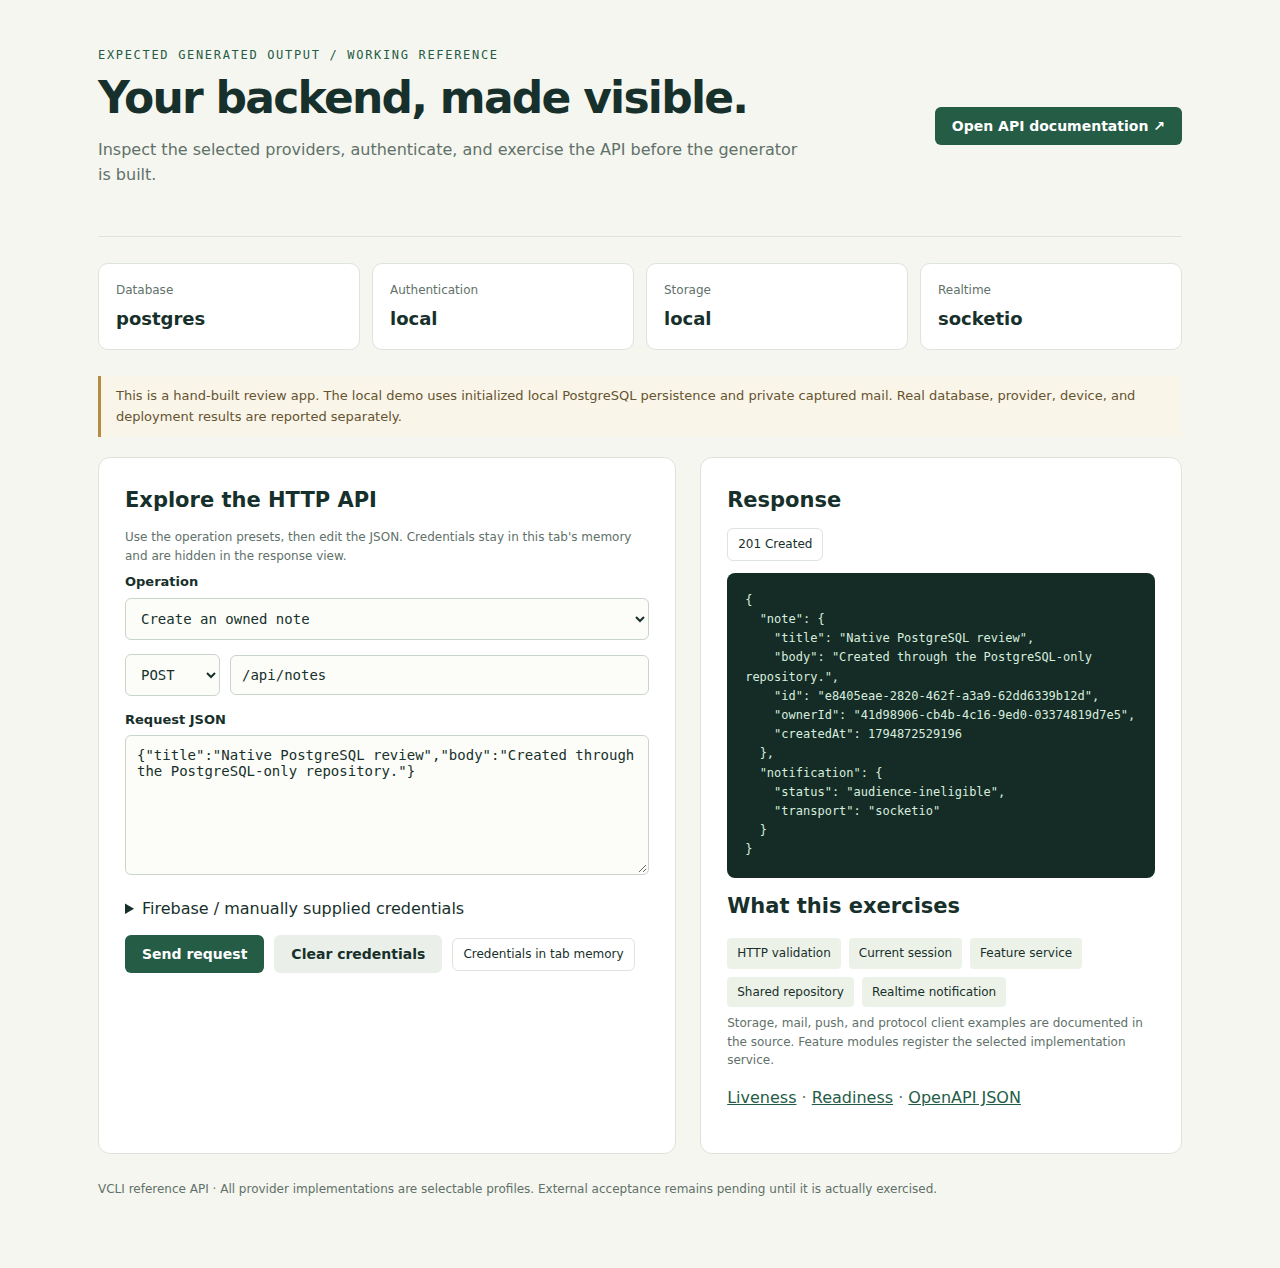 EXPECTED GENERATED OUTPUT / WORKING REFERENCE
Your backend, made visible.
Inspect the selected providers, authenticate, and exercise the API before the generator
is built.
Open API documentation ↗
Database
postgres
Authentication
local
Storage
local
Realtime
socketio
This is a hand-built review app. The local demo uses initialized local PostgreSQL persistence and private captured mail. Real database, provider, device, and
deployment results are reported separately.
Explore the HTTP API
Use the operation presets, then edit the JSON. Credentials stay in this tab's memory
and are hidden in the response view.
Operation
Create an owned note
POST
/api/notes
Request JSON
{"title":"Native PostgreSQL review","body":"Created through
the PostgreSQL-only repository."}
Firebase / manually supplied credentials
Send request
Clear credentials
Credentials in tab memory
Response
201 Created
{
  "note": {
    "title": "Native PostgreSQL review",
    "body": "Created through the PostgreSQL-only
repository.",
    "id": "e8405eae-2820-462f-a3a9-62dd6339b12d",
    "ownerId": "41d98906-cb4b-4c16-9ed0-03374819d7e5",
    "createdAt": 1794872529196
  },
  "notification": {
    "status": "audience-ineligible",
    "transport": "socketio"
  }
}
What this exercises
HTTP validation
Current session
Feature service
Shared repository
Realtime notification
Storage, mail, push, and protocol client examples are documented in
the source. Feature modules register the selected implementation
service.
Liveness · Readiness · OpenAPI JSON
VCLI reference API · All provider implementations are selectable profiles. External acceptance remains pending until it is actually exercised.